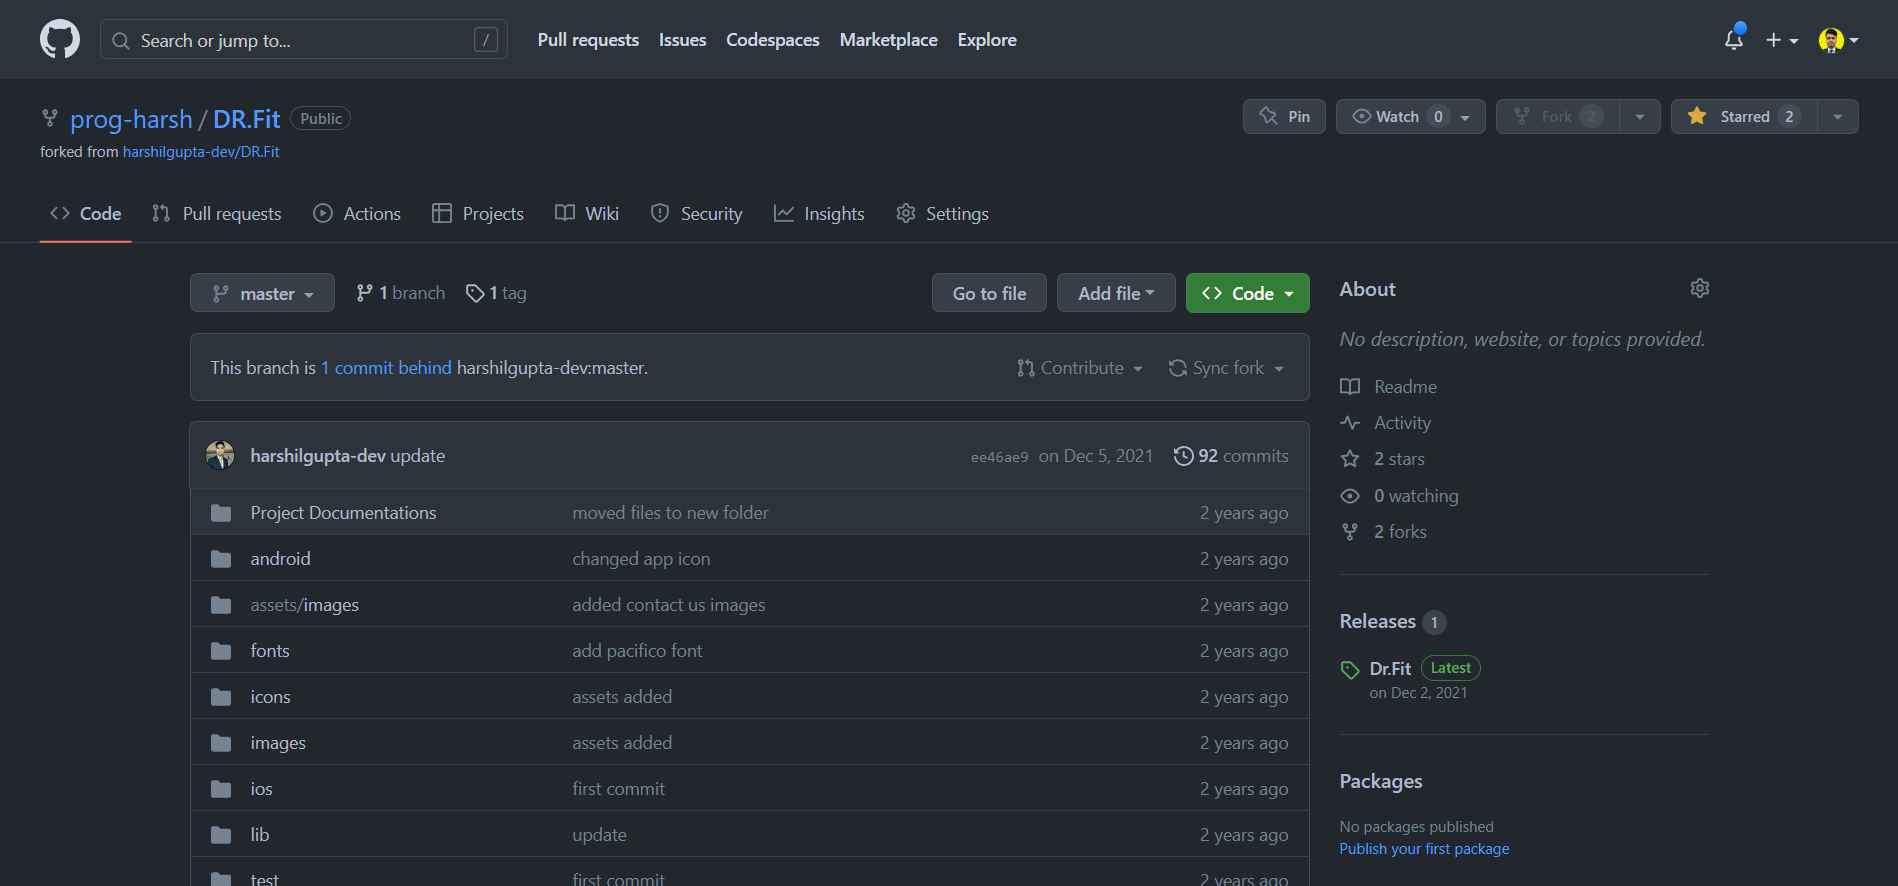 Search or jump to... / Pull requests Issues Codespaces Marketplace Explore
prog-harsh / DR.Fit Public Pin Watch 0 Fork 2 Starred 2
forked from harshilgupta-dev/DR.Fit
Code Pull requests Actions Projects Wiki Security Insights Settings
master 1 branch 1 tag Go to file Add file Code
This branch is 1 commit behind harshilgupta-dev:master. Contribute Sync fork
harshilgupta-dev update ee46ae9 on Dec 5, 2021 92 commits
Project Documentations moved files to new folder 2 years ago
android changed app icon 2 years ago
assets/images added contact us images 2 years ago
fonts add pacifico font 2 years ago
icons assets added 2 years ago
images assets added 2 years ago
ios first commit 2 years ago
lib update 2 years ago
test first commit 2 years ago
About
No description, website, or topics provided.
Readme
Activity
2 stars
0 watching
2 forks
Releases 1
Dr.Fit Latest
on Dec 2, 2021
Packages
No packages published
Publish your first package